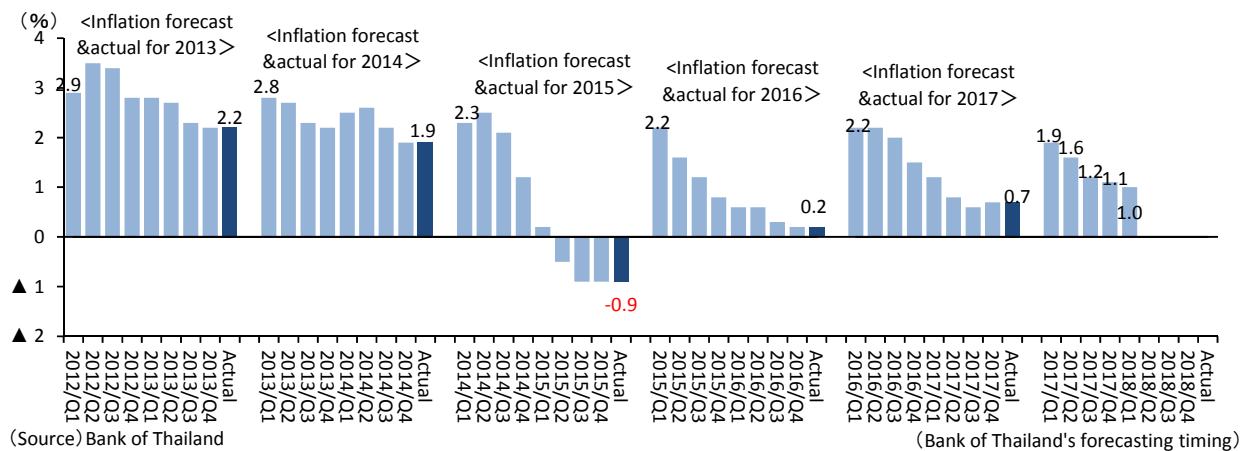 （%）
<Inflation forecast
&actual for 2013＞
<Inflation forecast
&actual for 2014＞
<Inflation forecast
&actual for 2015＞
<Inflation forecast
&actual for 2016＞
<Inflation forecast
&actual for 2017＞
4
3
2
1
0
▲ 1
▲ 2
2.9
2.2
2.8
1.9
2.3
-0.9
2.2
0.2
2.2
0.7
1.9
1.6
1.2
1.1
1.0
2012/Q1
2012/Q2
2012/Q3
2012/Q4
2013/Q1
2013/Q2
2013/Q3
2013/Q4
Actual
2013/Q1
2013/Q2
2013/Q3
2013/Q4
2014/Q1
2014/Q2
2014/Q3
2014/Q4
Actual
2014/Q1
2014/Q2
2014/Q3
2014/Q4
2015/Q1
2015/Q2
2015/Q3
2015/Q4
Actual
2015/Q1
2015/Q2
2015/Q3
2015/Q4
2016/Q1
2016/Q2
2016/Q3
2016/Q4
Actual
2016/Q1
2016/Q2
2016/Q3
2016/Q4
2017/Q1
2017/Q2
2017/Q3
2017/Q4
Actual
2017/Q1
2017/Q2
2017/Q3
2017/Q4
2018/Q1
2018/Q2
2018/Q3
2018/Q4
Actual
（Source）Bank of Thailand
（Bank of Thailand's forecasting timing）